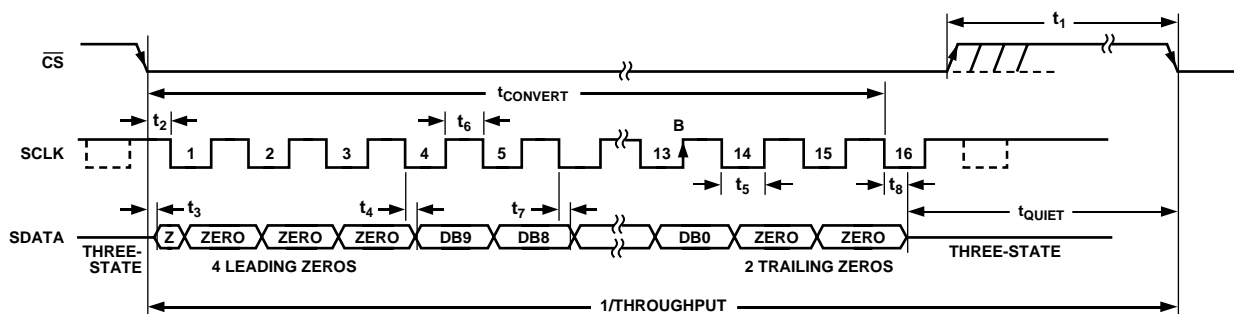 t1
CS
tCONVERT
t2
t6
B
SCLK
1 2 3 4 5 13 14 15 16
t5
t8
t3
t4
t7
tQUIET
SDATA
Z ZERO ZERO ZERO DB9 DB8 DB0 ZERO ZERO
THREE-
STATE
4 LEADING ZEROS
2 TRAILING ZEROS
THREE-STATE
1/THROUGHPUT